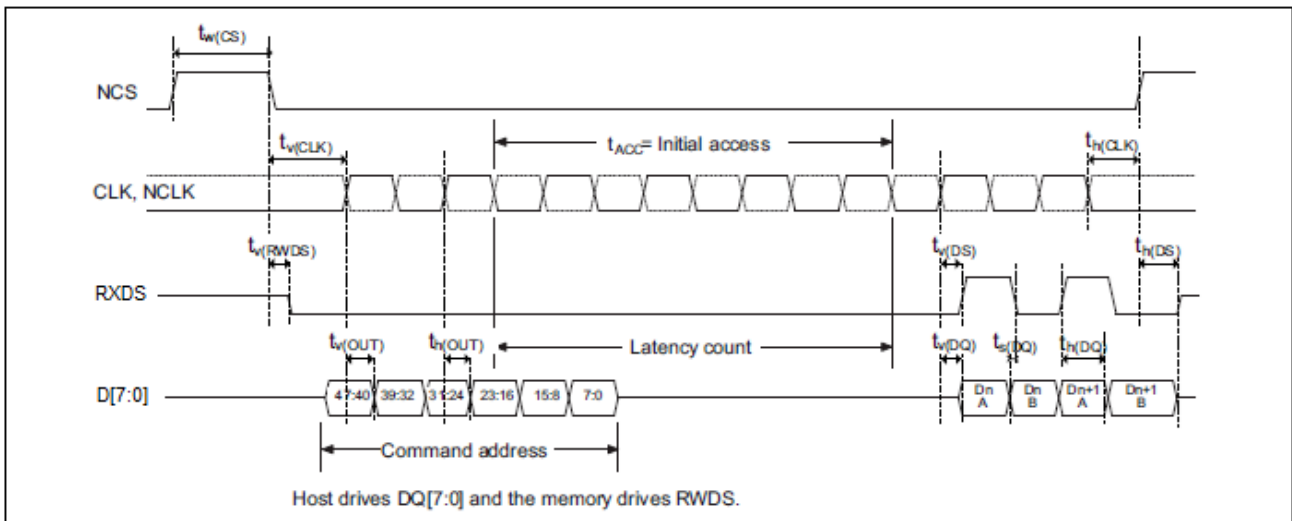 tw(CS)
NCS
tv(CLK)
tACC= Initial access
th(CLK)
CLK, NCLK
tv(RWDS)
tv(DS)
th(DS)
RXDS
tv(OUT)
th(OUT)
Latency count
tv(DQ)
ts(DQ)
th(DQ)
D[7:0]
47:40 39:32 31:24 23:16 15:8 7:0
Dn A
Dn B
Dn+1 A
Dn+1 B
Command address
Host drives DQ[7:0] and the memory drives RWDS.